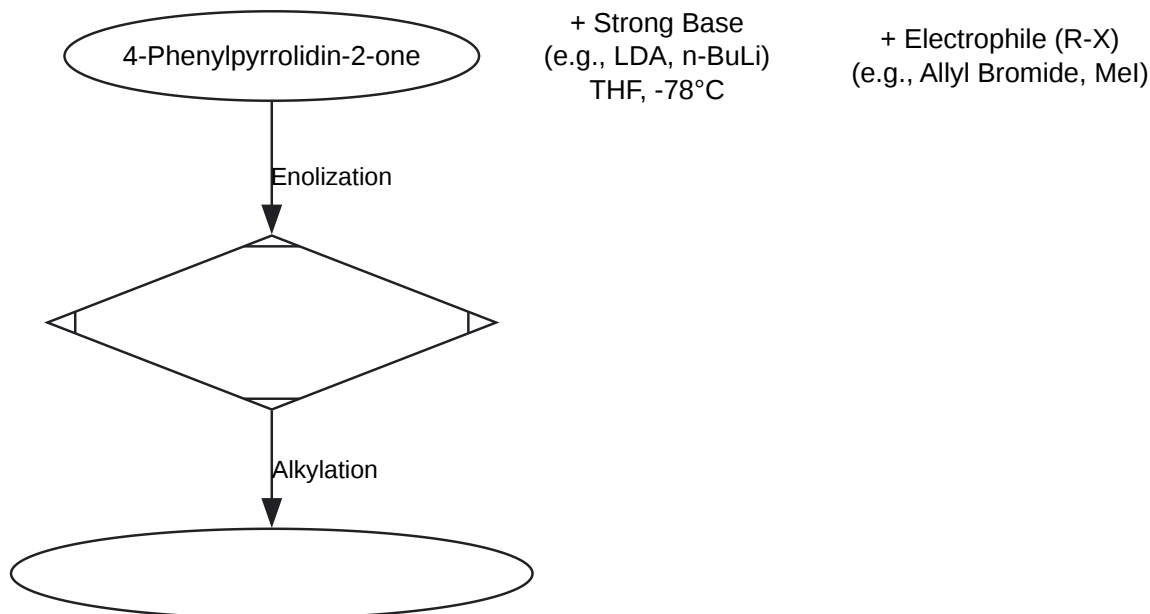 4-Phenylpyrrolidin-2-one
+ Strong Base
(e.g., LDA, n-BuLi)
THF, -78°C
+ Electrophile (R-X)
(e.g., Allyl Bromide, MeI)
Enolization
Alkylation